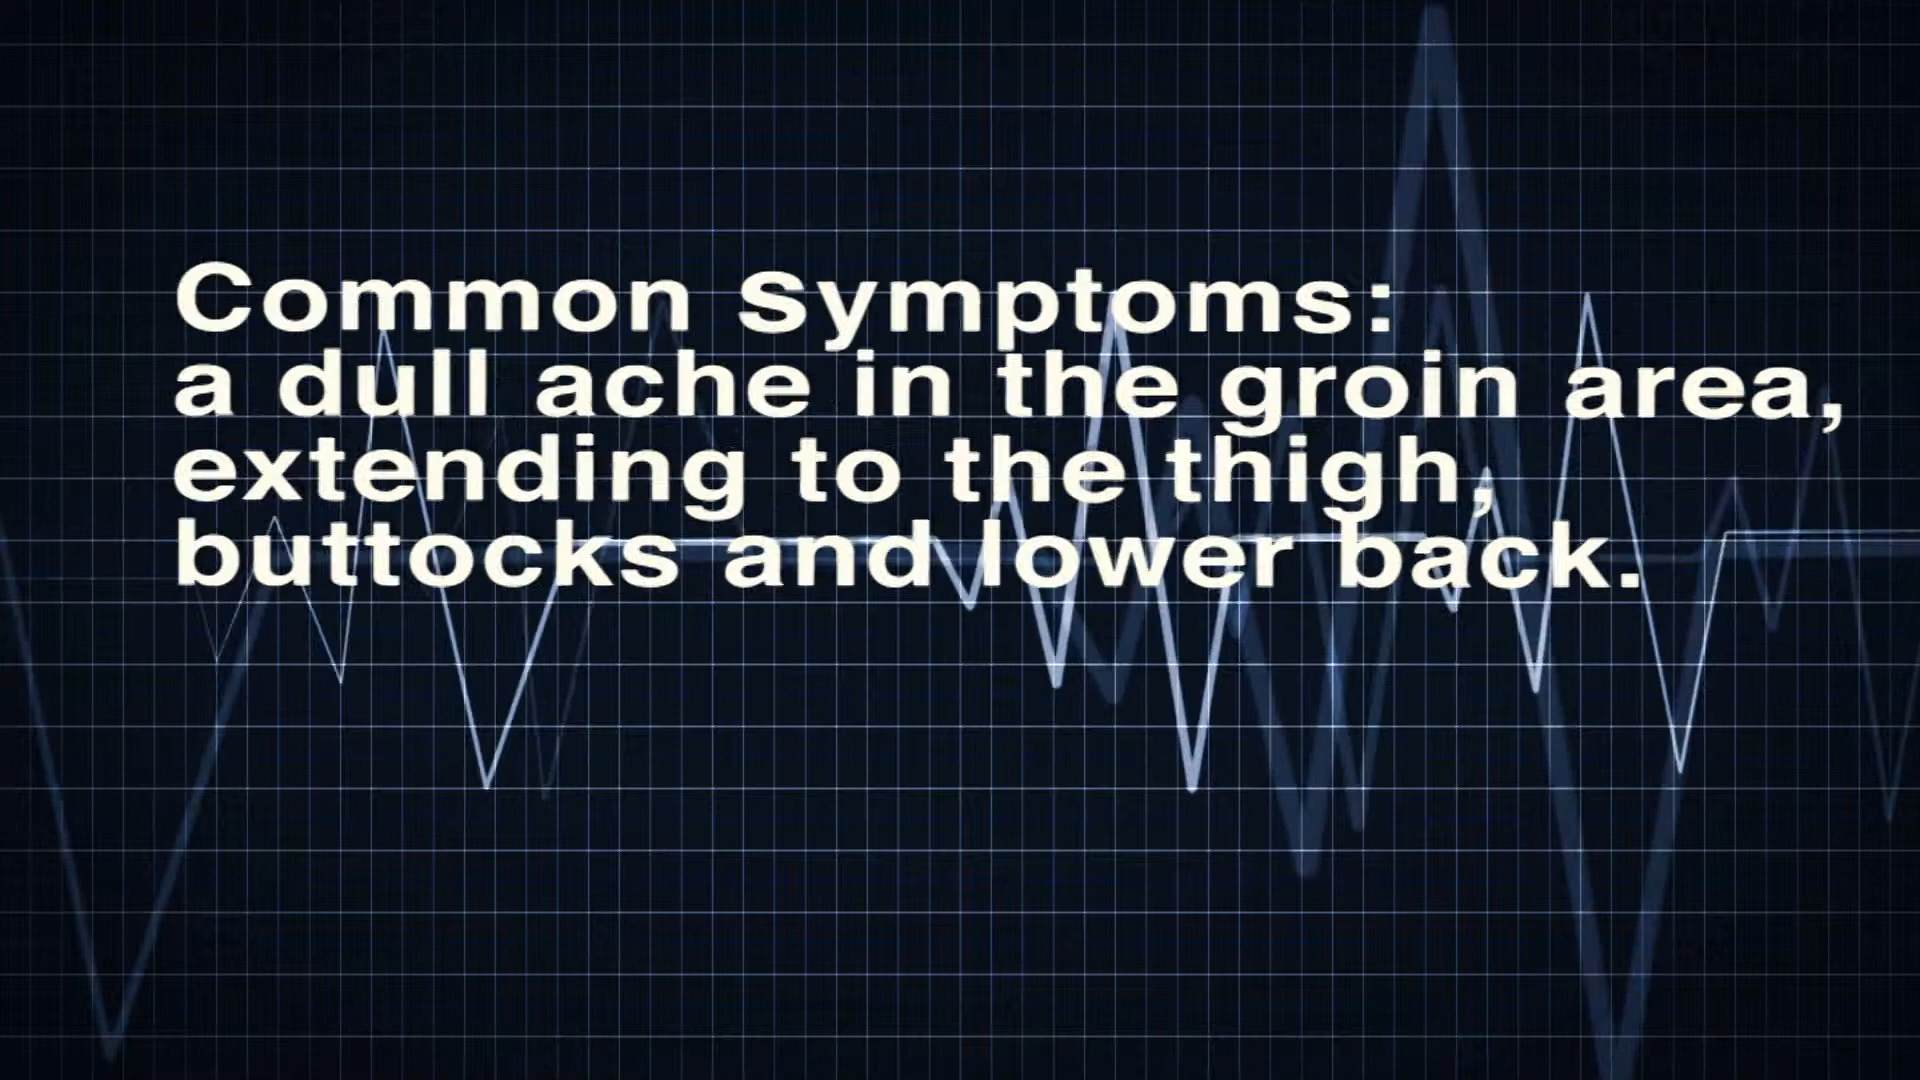 Common Symptoms:
a dull ache in the groin area,
extending to the thigh,
buttocks and lower back.